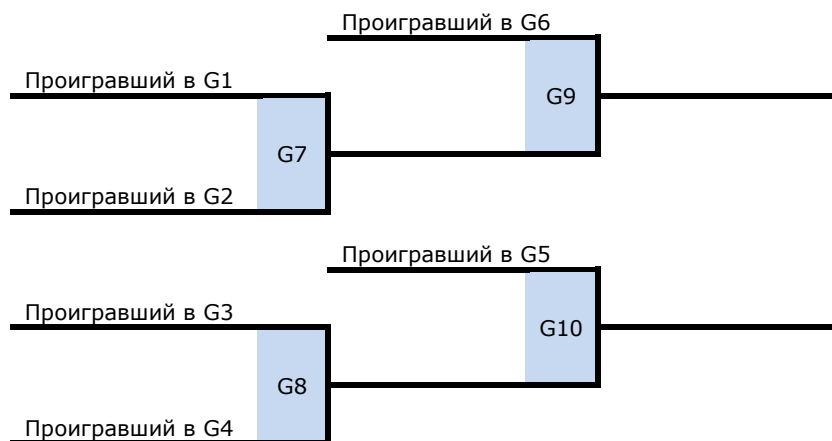 Проигравший в G6
Проигравший в G1
G9
G7
Проигравший в G2
Проигравший в G5
Проигравший в G3
G10
G8
Проигравший в G4